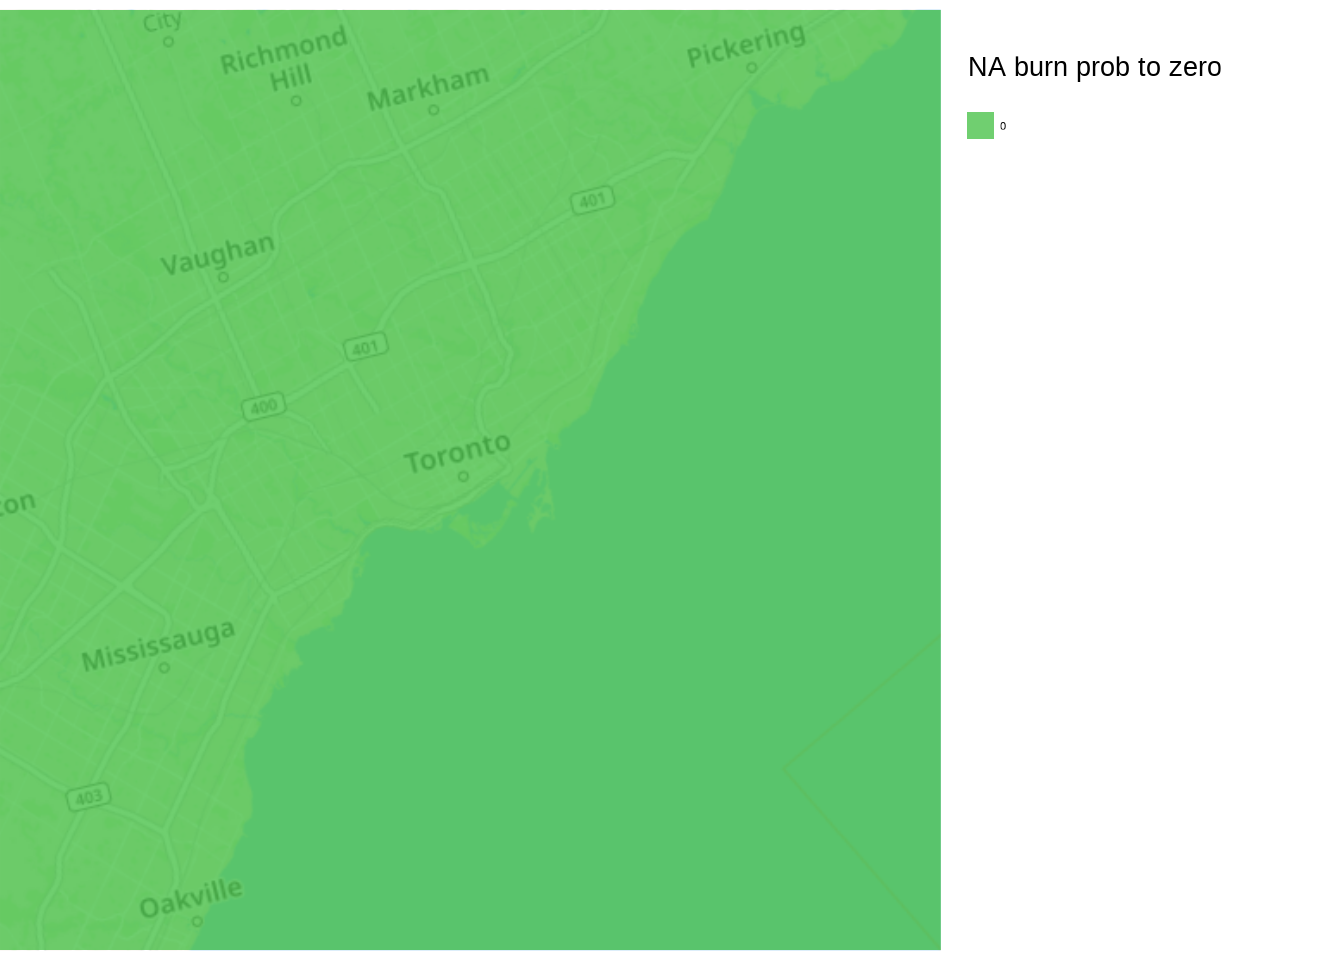 City
Richmond
Hill
Markham
Pickering
401
Vaughan
401
400
Toronto
ton
Mississauga
403
Oakville
NA burn prob to zero
0